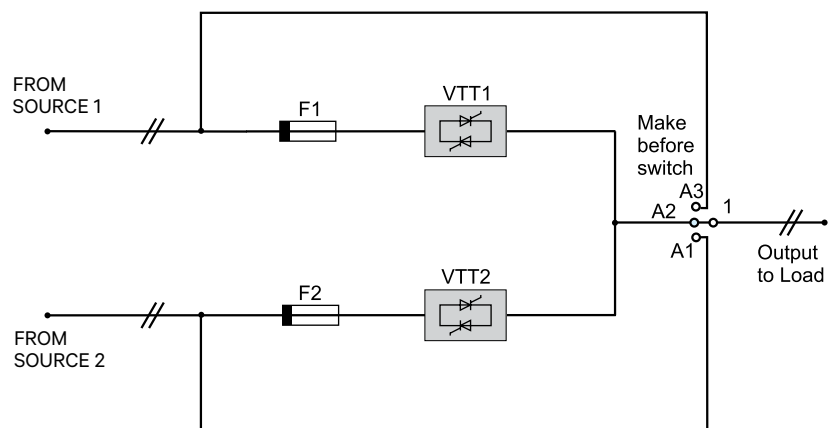 FROM
SOURCE 1
F1
VTT1
Make
before
switch
A3
A2
1
A1
Output
to Load
F2
VTT2
FROM
SOURCE 2